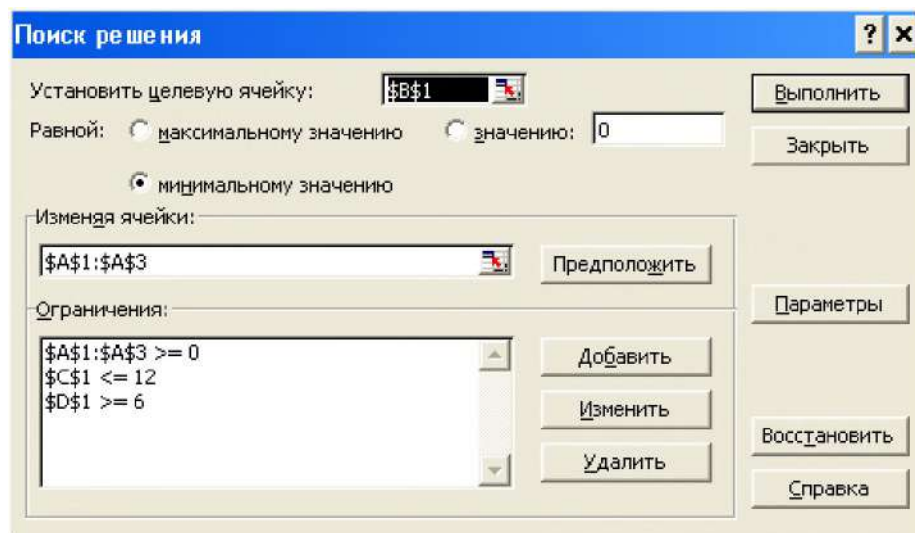 Поиск решения ? ×
Установить целевую ячейку: $B$1 Выполнить
Равной: максимальному значению значению: 0 Закрыть
минимальному значению
Изменяя ячейки:
$A$1:$A$3 Предположить
Ограничения: Параметры
$A$1:$A$3 >= 0 Добавить
$C$1 <= 12
$D$1 >= 6 Изменить
Восстановить
Удалить
Справка